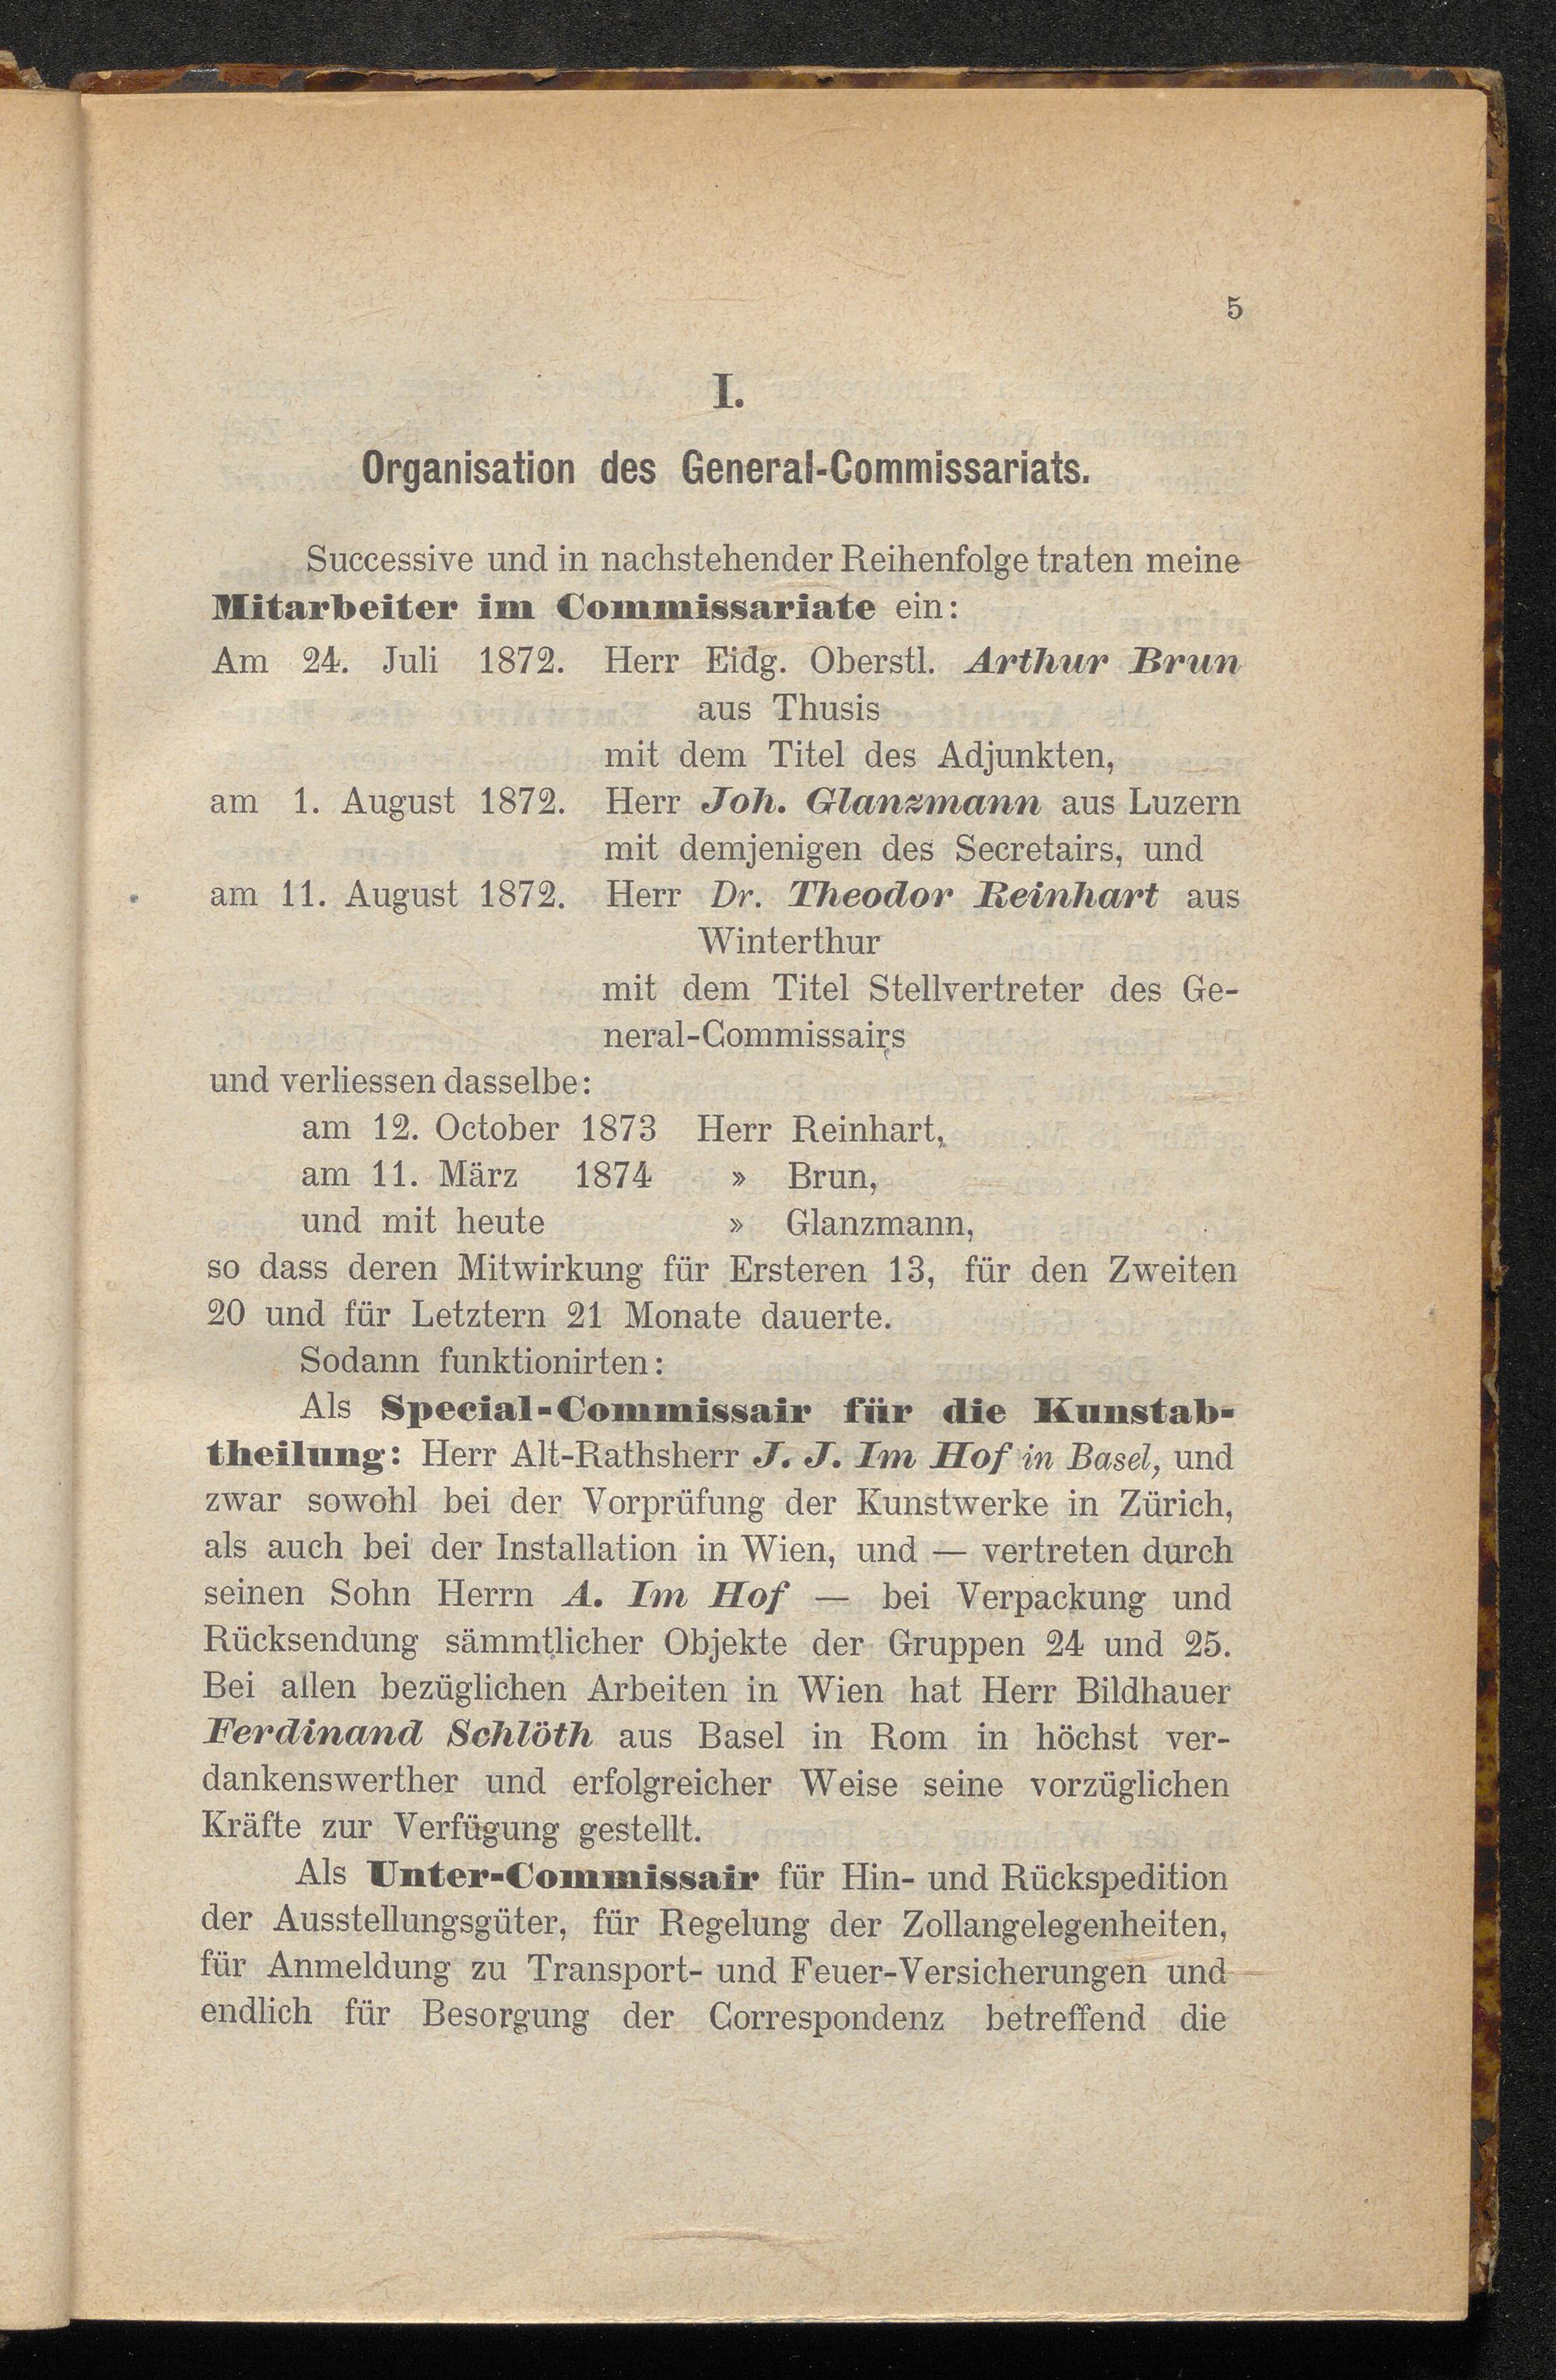 5
I.
Organisation des General-Commissariats.
Successive und in nachstehender Reihenfolge traten meine
Mitarbeiter im Commissariate ein:
Am 24. Juli 1872. Herr Eidg. Oberstl. Arthur Brun
aus Thusis
mit dem Titel des Adjunkten,
am 1. August 1872. Herr Joh. Glanzmann aus Luzern
mit demjenigen des Secretairs, und
am 11. August 1872. Herr Dr. Theodor Reinhart aus
Winterthur
mit dem Titel Stellvertreter des Ge-
neral-Commissairs
und verliessen dasselbe:
am 12. October 1873 Herr Reinhart,
am 11. März 1874 » Brun,
und mit heute » Glanzmann,
so dass deren Mitwirkung für Ersteren 13, für den Zweiten
20 und für Letztern 21 Monate dauerte.
Sodann funktionirten:
Als Special-Commissair für die Kunstab-
theilung: Herr Alt-Rathsherr J. J. Im Hof in Basel, und
zwar sowohl bei der Vorprüfung der Kunstwerke in Zürich,
als auch bei der Installation in Wien, und — vertreten durch
seinen Sohn Herrn A. Im Hof — bei Verpackung und
Rücksendung sämmtlicher Objekte der Gruppen 24 und 25.
Bei allen bezüglichen Arbeiten in Wien hat Herr Bildhauer
Ferdinand Schlöth aus Basel in Rom in höchst ver-
dankenswerther und erfolgreicher Weise seine vorzüglichen
Kräfte zur Verfügung gestellt.
Als Unter-Commissair für Hin- und Rückspedition
der Ausstellungsgüter, für Regelung der Zollangelegenheiten,
für Anmeldung zu Transport- und Feuer-Versicherungen und
endlich für Besorgung der Correspondenz betreffend die